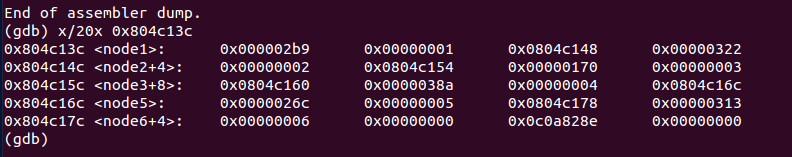 End of assembler dump.
(gdb) x/20x 0x804c13c
0x804c13c <node1>: 0x000002b9 0x00000001 0x0804c148 0x00000322
0x804c14c <node2+4>: 0x00000002 0x0804c154 0x00000170 0x00000003
0x804c15c <node3+8>: 0x0804c160 0x0000038a 0x00000004 0x0804c16c
0x804c16c <node5>: 0x0000026c 0x00000005 0x0804c178 0x00000313
0x804c17c <node6+4>: 0x00000006 0x00000000 0x0c0a828e 0x00000000
(gdb)